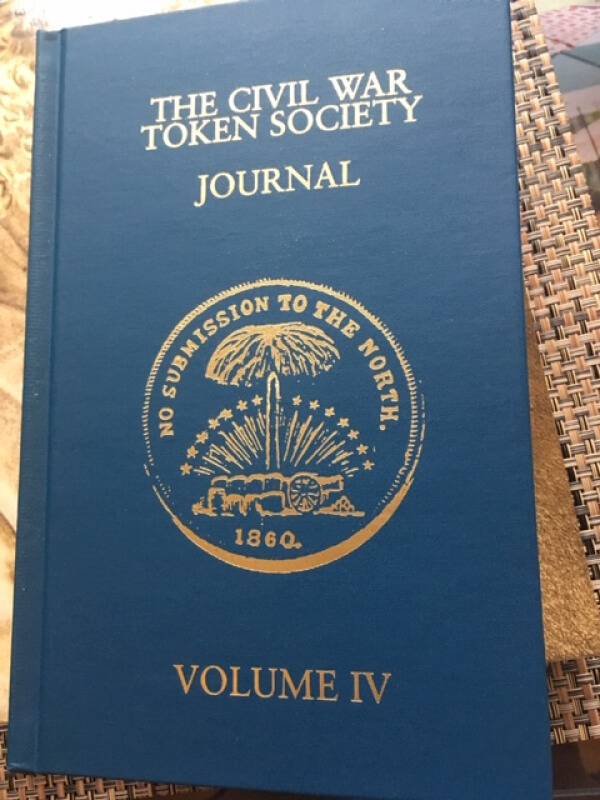 THE CIVIL WAR
TOKEN SOCIETY
JOURNAL
NO SUBMISSION TO THE NORTH.
1860.
VOLUME IV